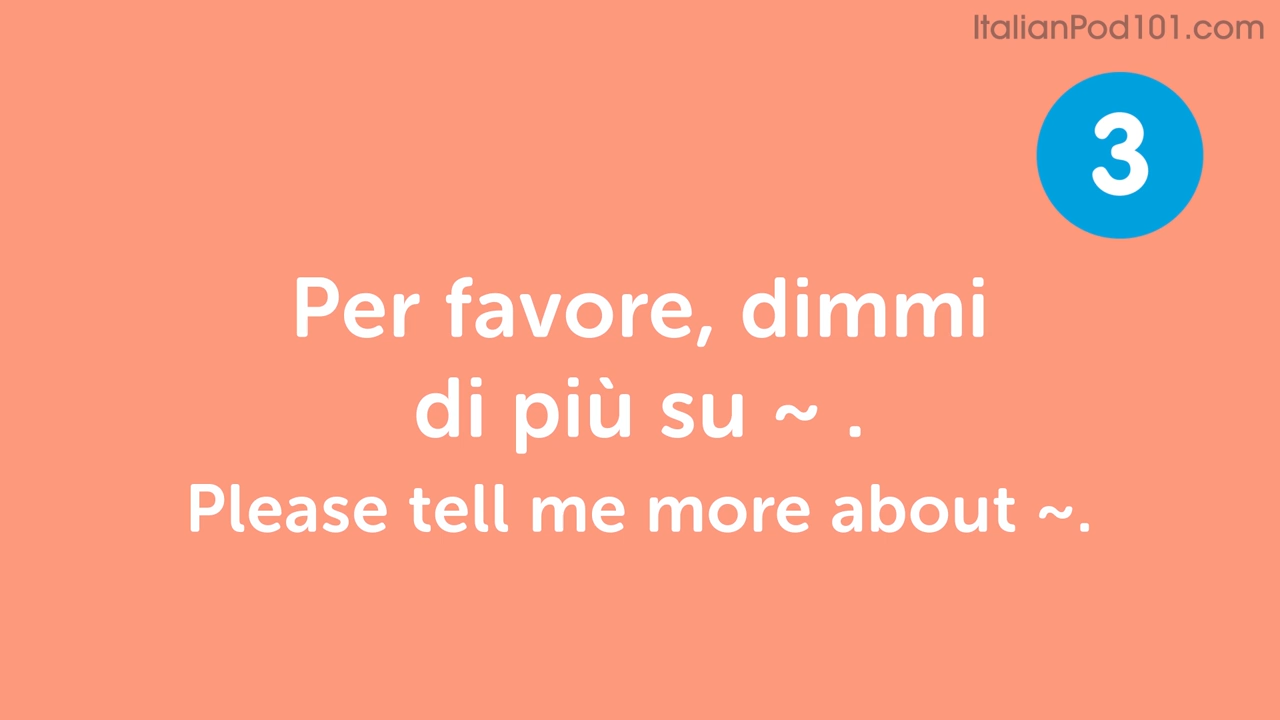 ItalianPod101.com
3
Per favore, dimmi
di più su ~ .
Please tell me more about ~.